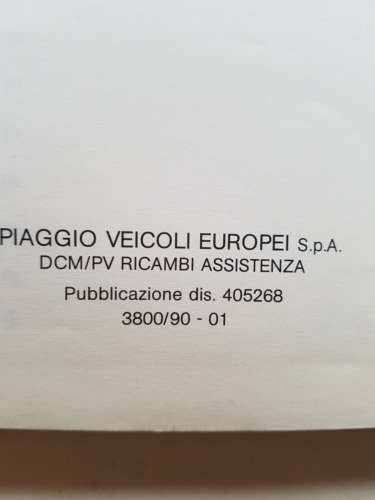 PIAGGIO VEICOLI EUROPEI S.p.A.
DCM/PV RICAMBI ASSISTENZA
Pubblicazione dis. 405268
3800/90 - 01